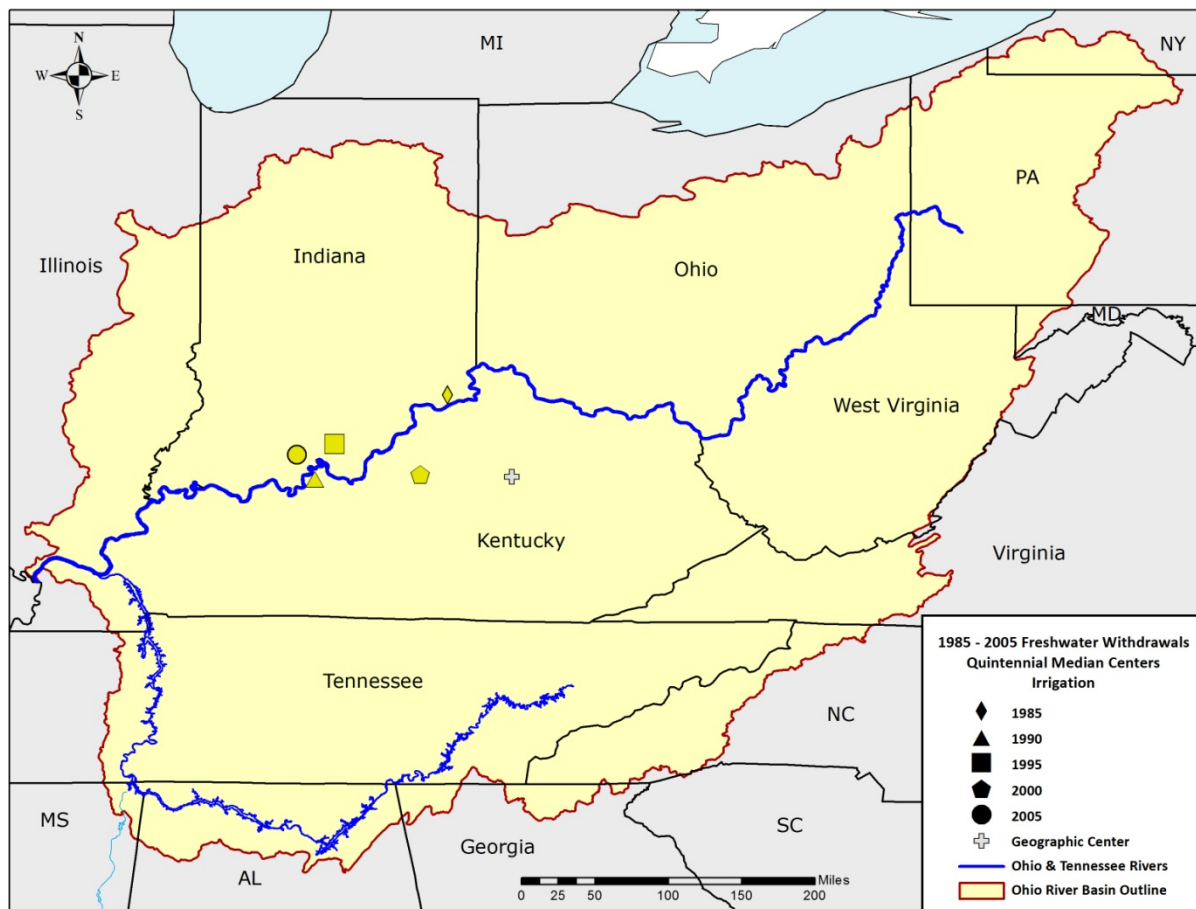 MI
NY
N
W E
S
PA
Illinois
Indiana
Ohio
MD
West Virginia
Kentucky
Virginia
Tennessee
NC
MS
AL
Georgia
SC
1985 - 2005 Freshwater Withdrawals
Quintennial Median Centers
Irrigation
1985
1990
1995
2000
2005
Geographic Center
Ohio & Tennessee Rivers
Ohio River Basin Outline
Miles
0 25 50 100 150 200